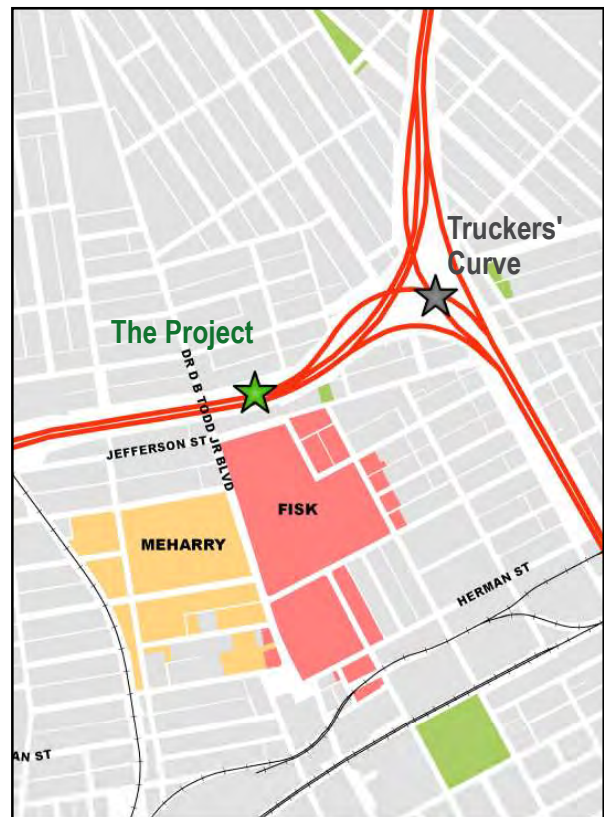 Truckers'
Curve
The Project
DR D B TODD JR BLVD
JEFFERSON ST
FISK
MEHARRY
HERMAN ST
AN ST